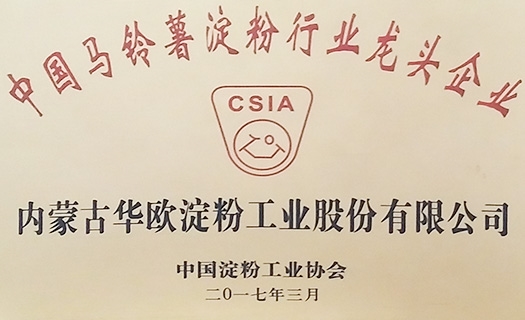 中国马铃薯淀粉行业龙头企业
CSIA
内蒙古华欧淀粉工业股份有限公司
中国淀粉工业协会
二〇一七年三月